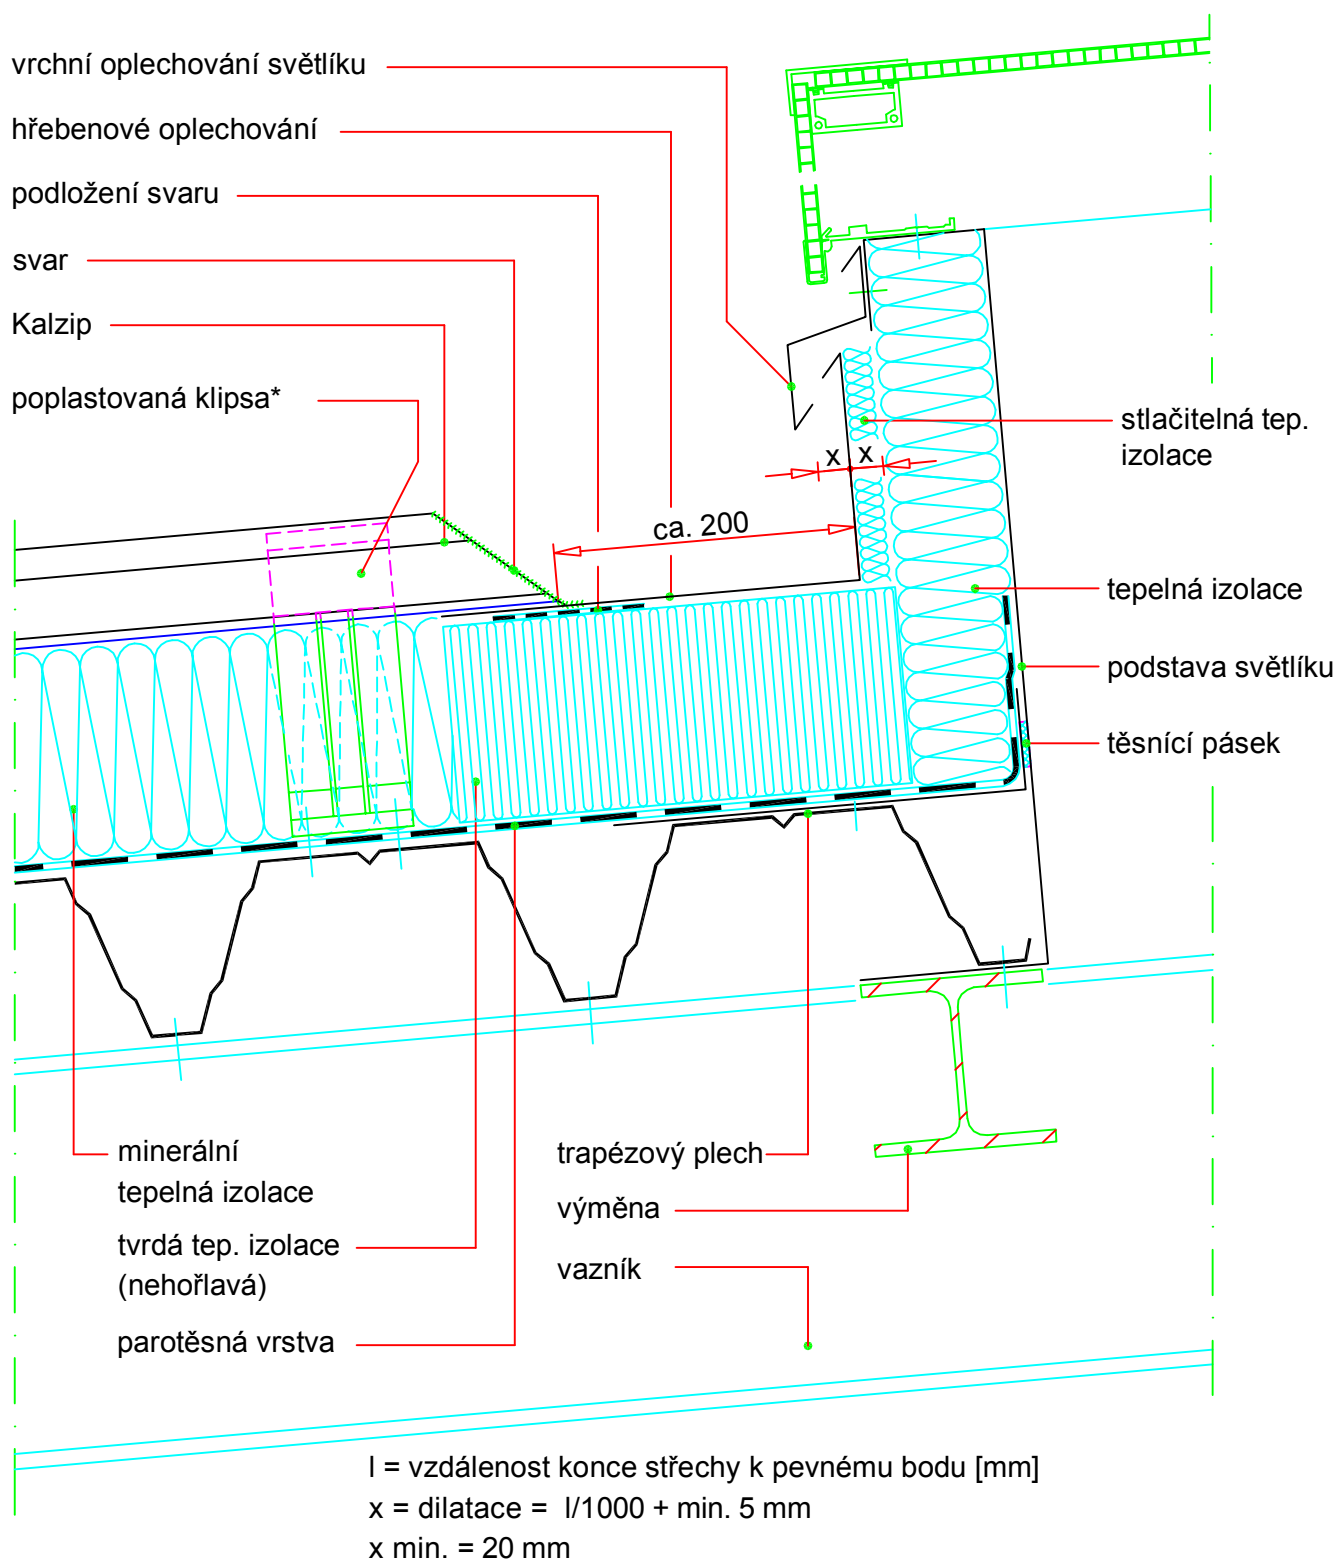 vrchní oplechování světlíku
hřebenové oplechování
podložení svaru
svar
Kalzip
poplastovaná klipsa*
stlačitelná tep.
izolace
x x
ca. 200
tepelná izolace
podstava světlíku
těsnící pásek
minerální
tepelná izolace
tvrdá tep. izolace
(nehořlavá)
parotěsná vrstva
trapézový plech
výměna
vazník
l = vzdálenost konce střechy k pevnému bodu [mm]
x = dilatace = l/1000 + min. 5 mm
x min. = 20 mm